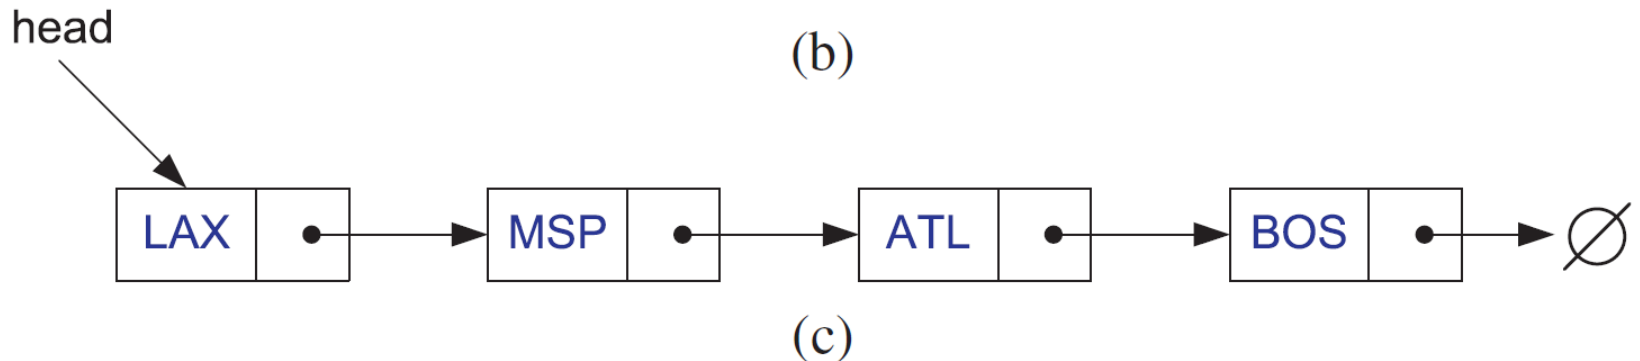 head
(b)
LAX MSP ATL BOS ∅
(c)